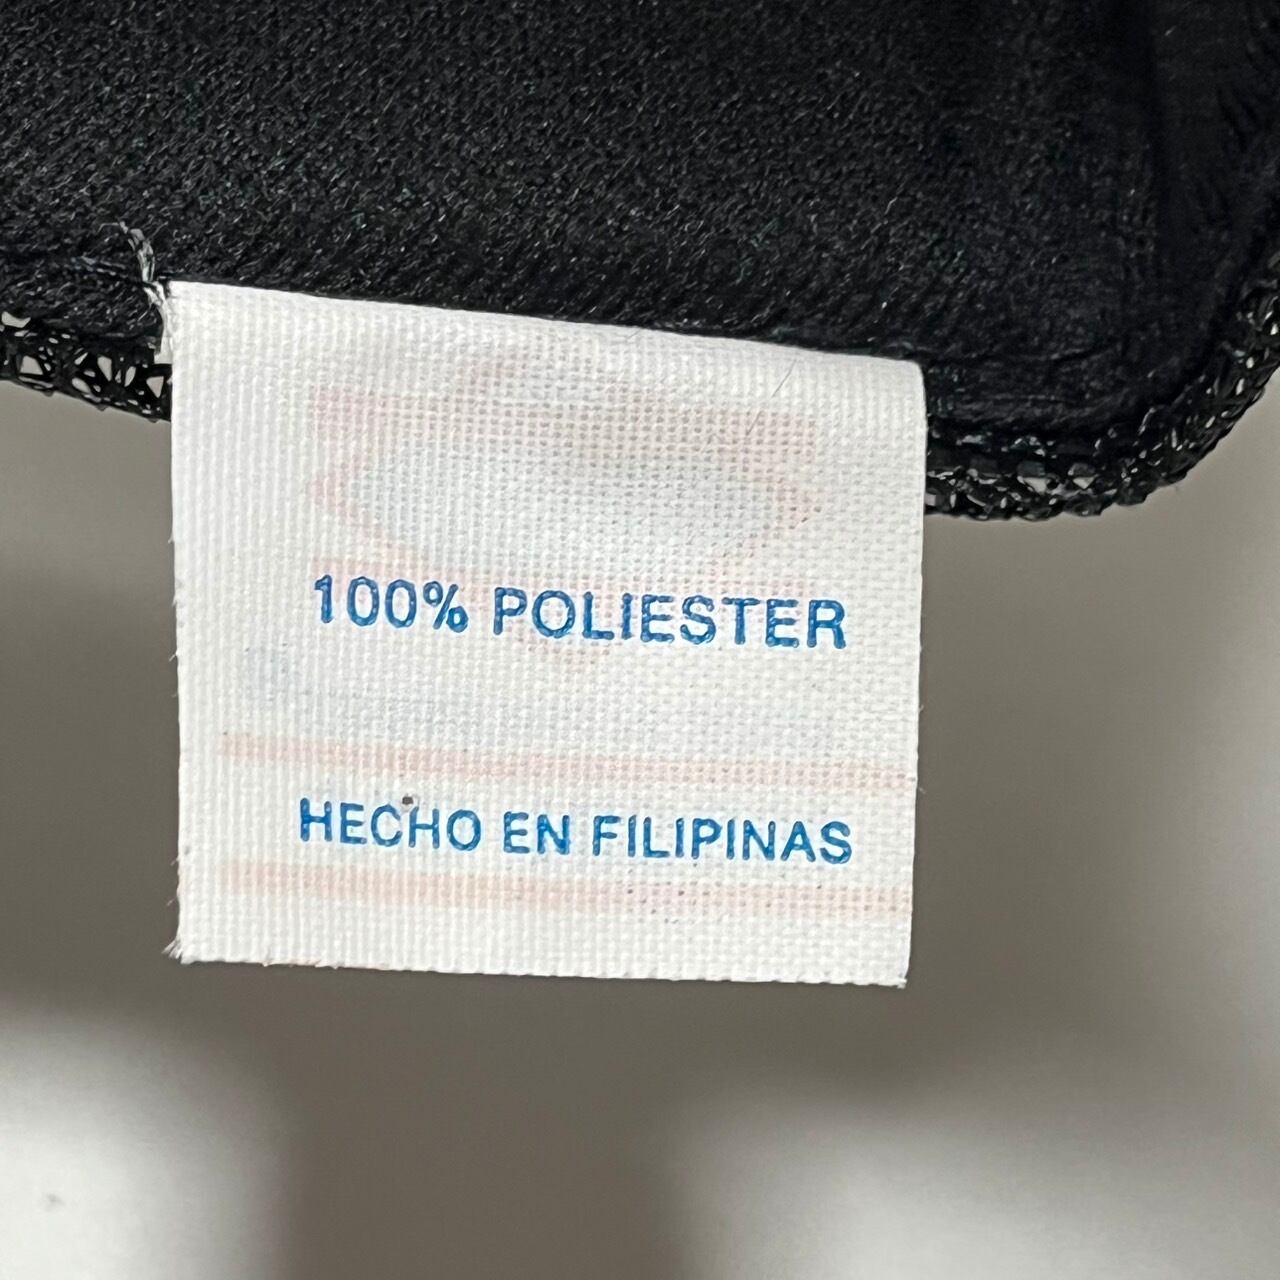 100% POLIESTER
HECHO EN FILIPINAS